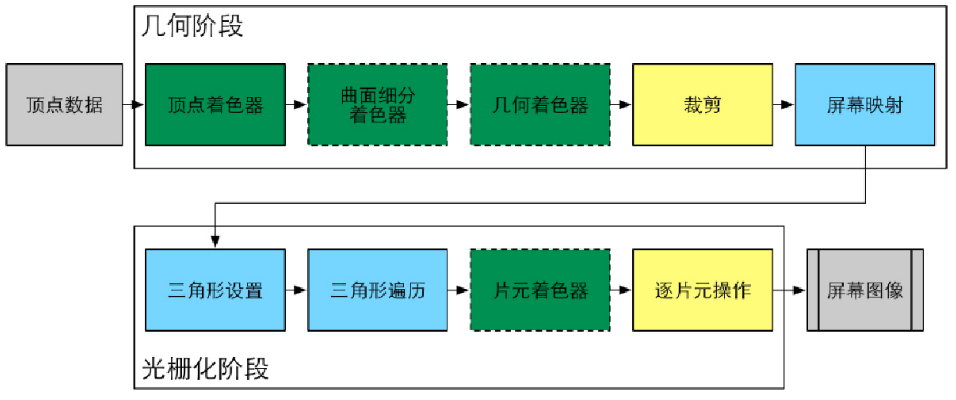 几何阶段
顶点数据
顶点着色器
曲面细分
着色器
几何着色器
裁剪
屏幕映射
三角形设置
三角形遍历
片元着色器
逐片元操作
屏幕图像
光栅化阶段